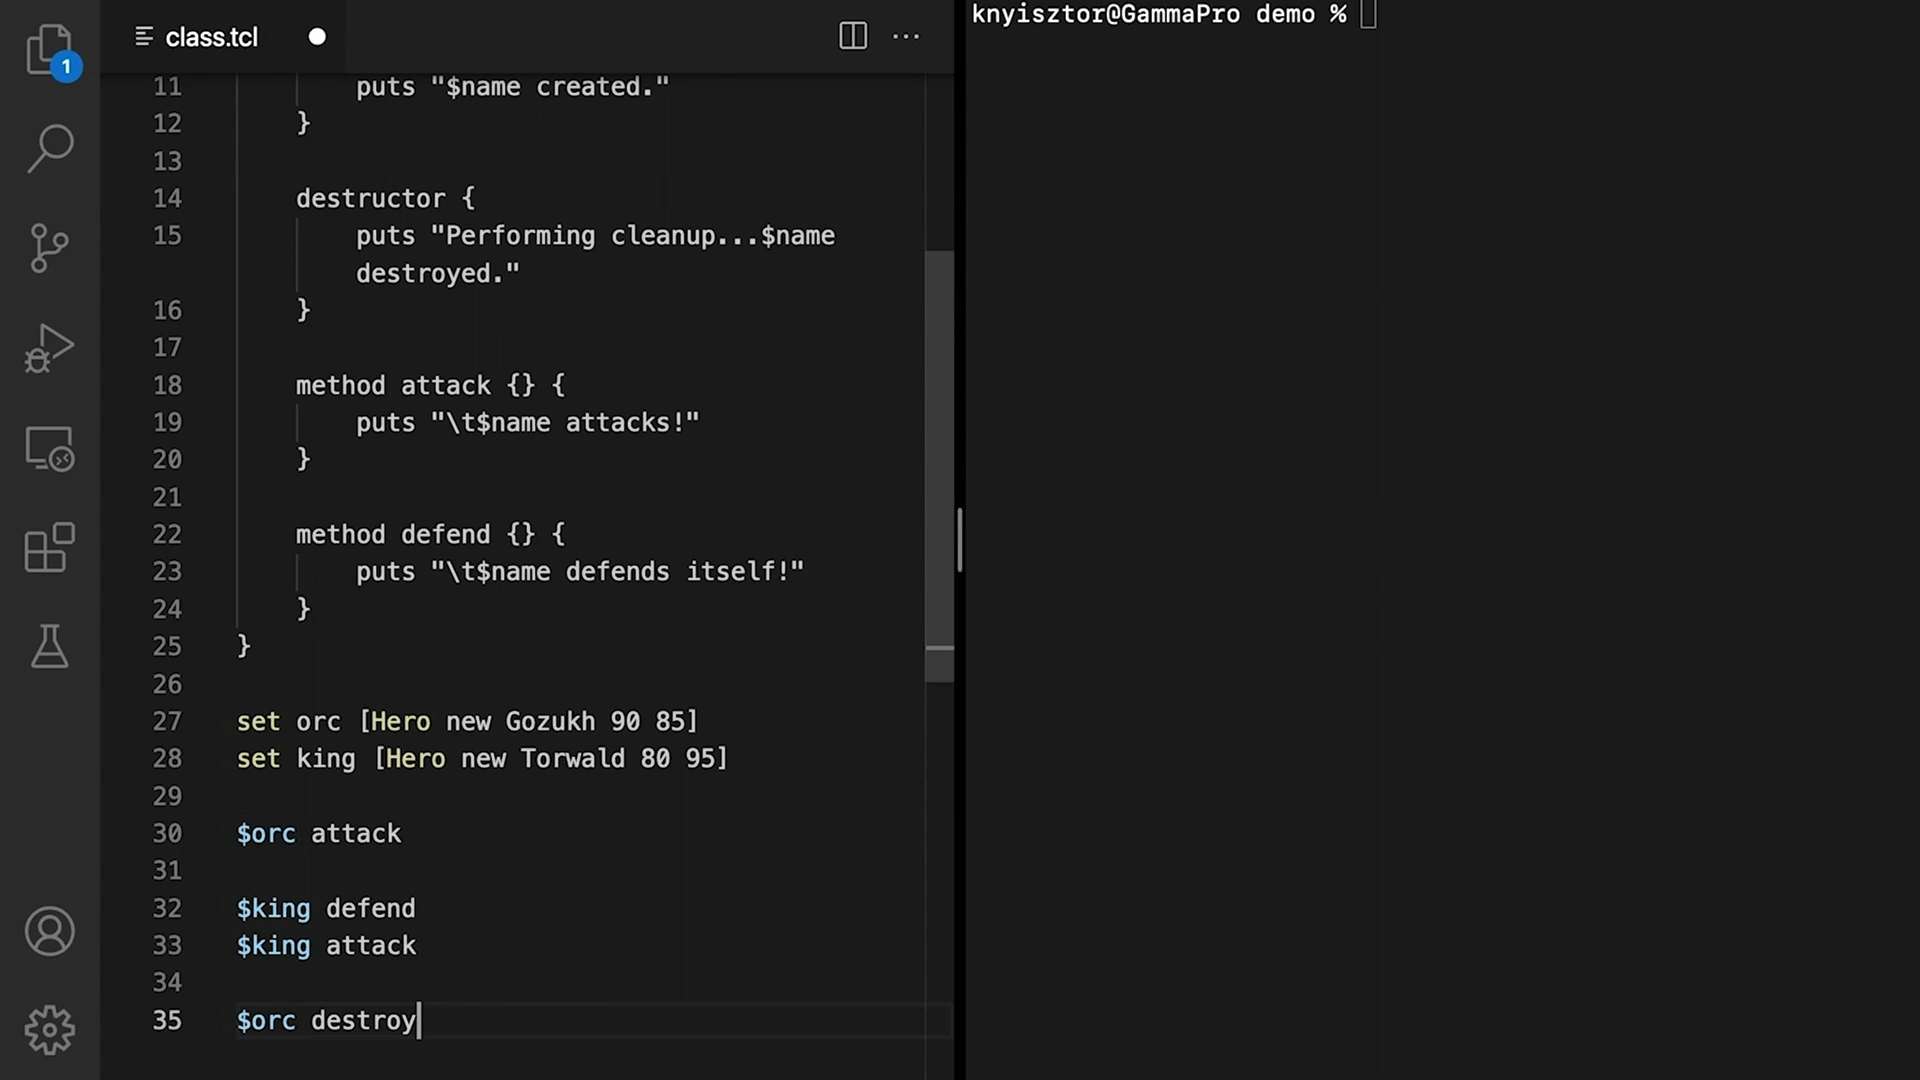 class.tcl
knyisztor@GammaPro demo %
1
11 puts "$name created."
12 }
13
14 destructor {
15 puts "Performing cleanup...$name
destroyed."
16 }
17
18 method attack {} {
19 puts "\t$name attacks!"
20 }
21
22 method defend {} {
23 puts "\t$name defends itself!"
24 }
25 }
26
27 set orc [Hero new Gozukh 90 85]
28 set king [Hero new Torwald 80 95]
29
30 $orc attack
31
32 $king defend
33 $king attack
34
35 $orc destroy